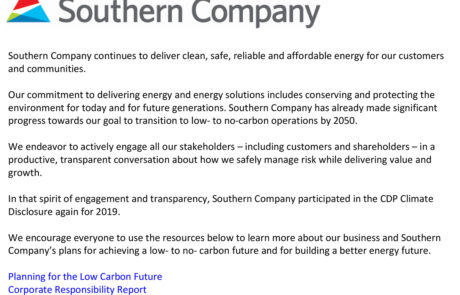 Southern Company
Southern Company continues to deliver clean, safe, reliable and affordable energy for our customers
and communities.
Our commitment to delivering energy and energy solutions includes conserving and protecting the
environment for today and for future generations. Southern Company has already made significant
progress towards our goal to transition to low- to no-carbon operations by 2050.
We endeavor to actively engage all our stakeholders – including customers and shareholders – in a
productive, transparent conversation about how we safely manage risk while delivering value and
growth.
In that spirit of engagement and transparency, Southern Company participated in the CDP Climate
Disclosure again for 2019.
We encourage everyone to use the resources below to learn more about our business and Southern
Company’s plans for achieving a low- to no- carbon future and for building a better energy future.
Planning for the Low Carbon Future
Corporate Responsibility Report